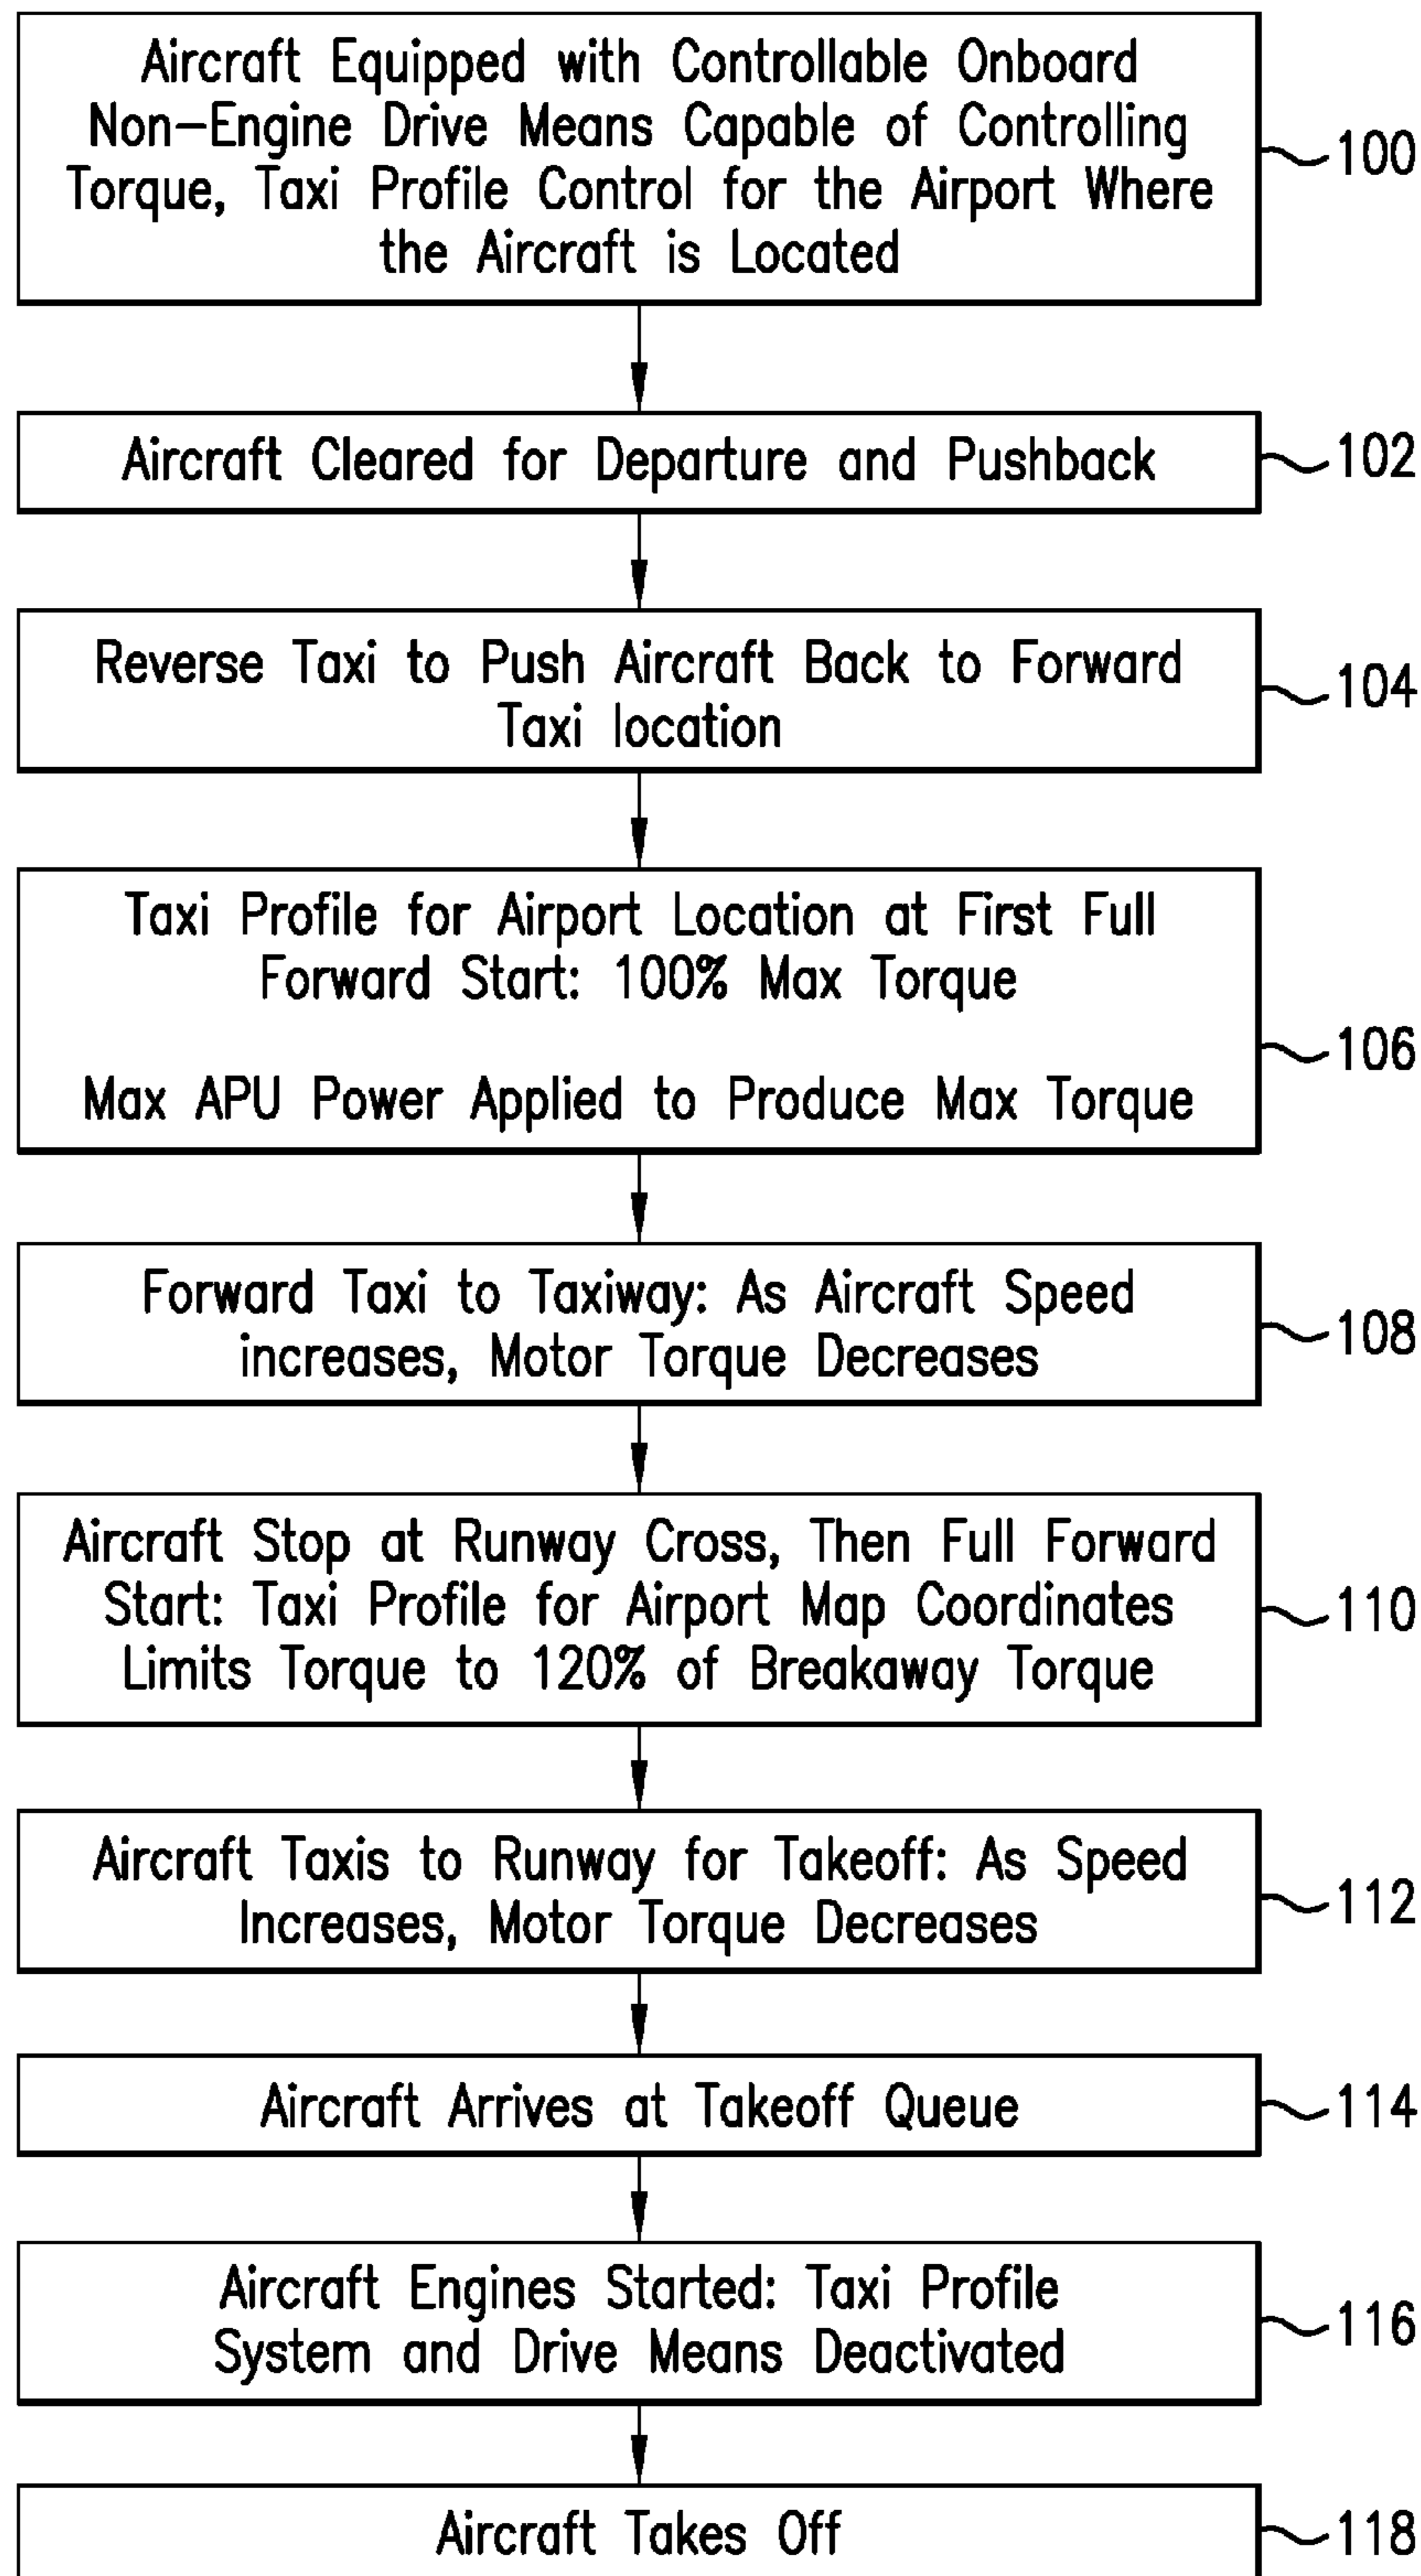 Aircraft Equipped with Controllable Onboard
Non-Engine Drive Means Capable of Controlling
Torque, Taxi Profile Control for the Airport Where
the Aircraft is Located
100
Aircraft Cleared for Departure and Pushback
102
Reverse Taxi to Push Aircraft Back to Forward
Taxi location
104
Taxi Profile for Airport Location at First Full
Forward Start: 100% Max Torque
Max APU Power Applied to Produce Max Torque
106
Forward Taxi to Taxiway: As Aircraft Speed
increases, Motor Torque Decreases
108
Aircraft Stop at Runway Cross, Then Full Forward
Start: Taxi Profile for Airport Map Coordinates
Limits Torque to 120% of Breakaway Torque
110
Aircraft Taxis to Runway for Takeoff: As Speed
Increases, Motor Torque Decreases
112
Aircraft Arrives at Takeoff Queue
114
Aircraft Engines Started: Taxi Profile
System and Drive Means Deactivated
116
Aircraft Takes Off
118